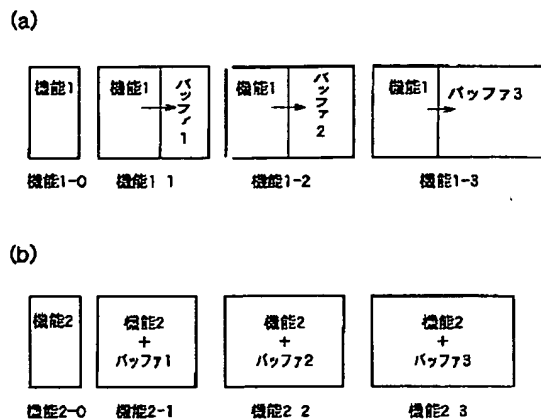 (a)
機能1
機能1
バッファ1
機能1
バッファ2
機能1
バッファ3
機能1-0
機能1 1
機能1-2
機能1-3
(b)
機能2
機能2
+
バッファ1
機能2
+
バッファ2
機能2
+
バッファ3
機能2-0
機能2-1
機能2 2
機能2 3